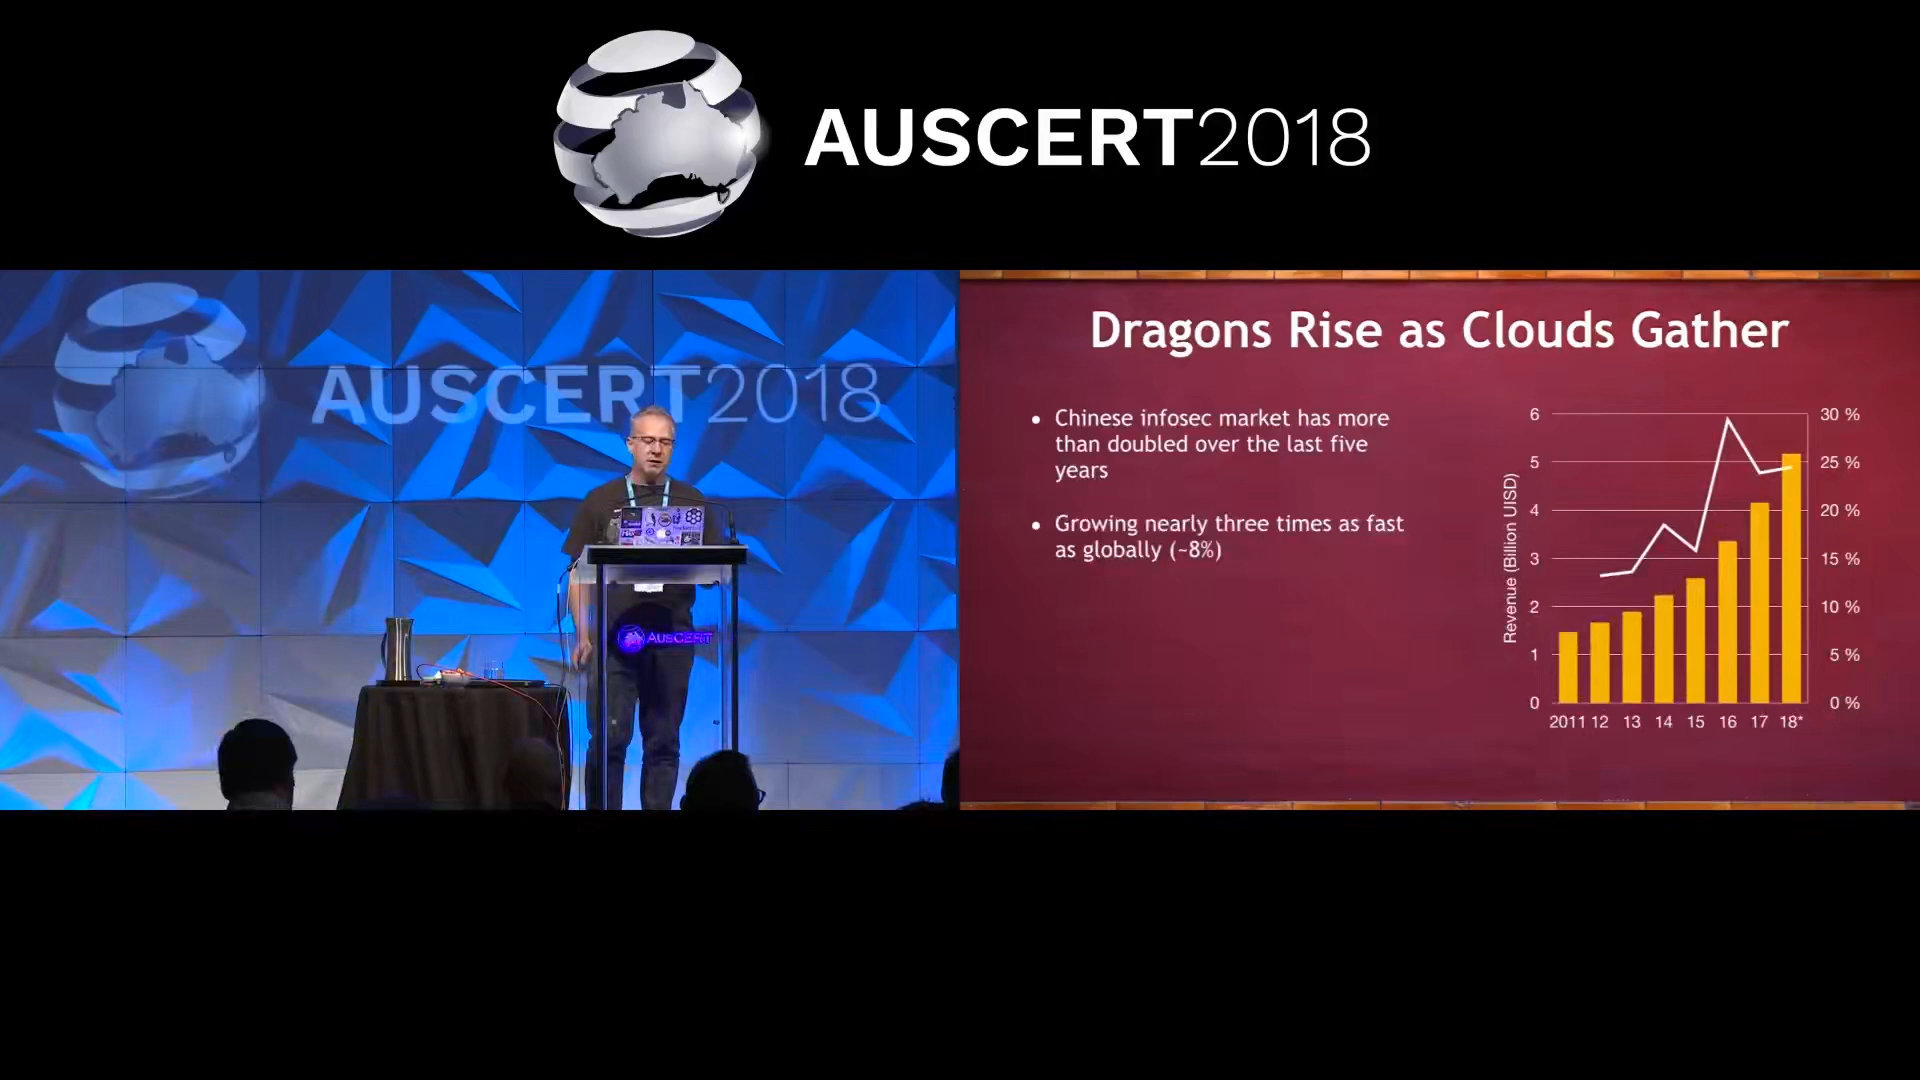 AUSCERT2018
AUSCERT2018
AUSCERT
Dragons Rise as Clouds Gather
• Chinese infosec market has more
than doubled over the last five
years
• Growing nearly three times as fast
as globally (~8%)
Revenue (Billion UISD)
6
5
4
3
2
1
0
30 %
25 %
20 %
15 %
10 %
5 %
0 %
2011 12 13 14 15 16 17 18*